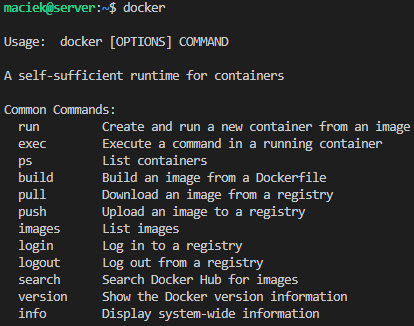 maciek@server:~$ docker
Usage:  docker [OPTIONS] COMMAND
A self-sufficient runtime for containers
Common Commands:
  run         Create and run a new container from an image
  exec        Execute a command in a running container
  ps          List containers
  build       Build an image from a Dockerfile
  pull        Download an image from a registry
  push        Upload an image to a registry
  images      List images
  login       Log in to a registry
  logout      Log out from a registry
  search      Search Docker Hub for images
  version     Show the Docker version information
  info        Display system-wide information